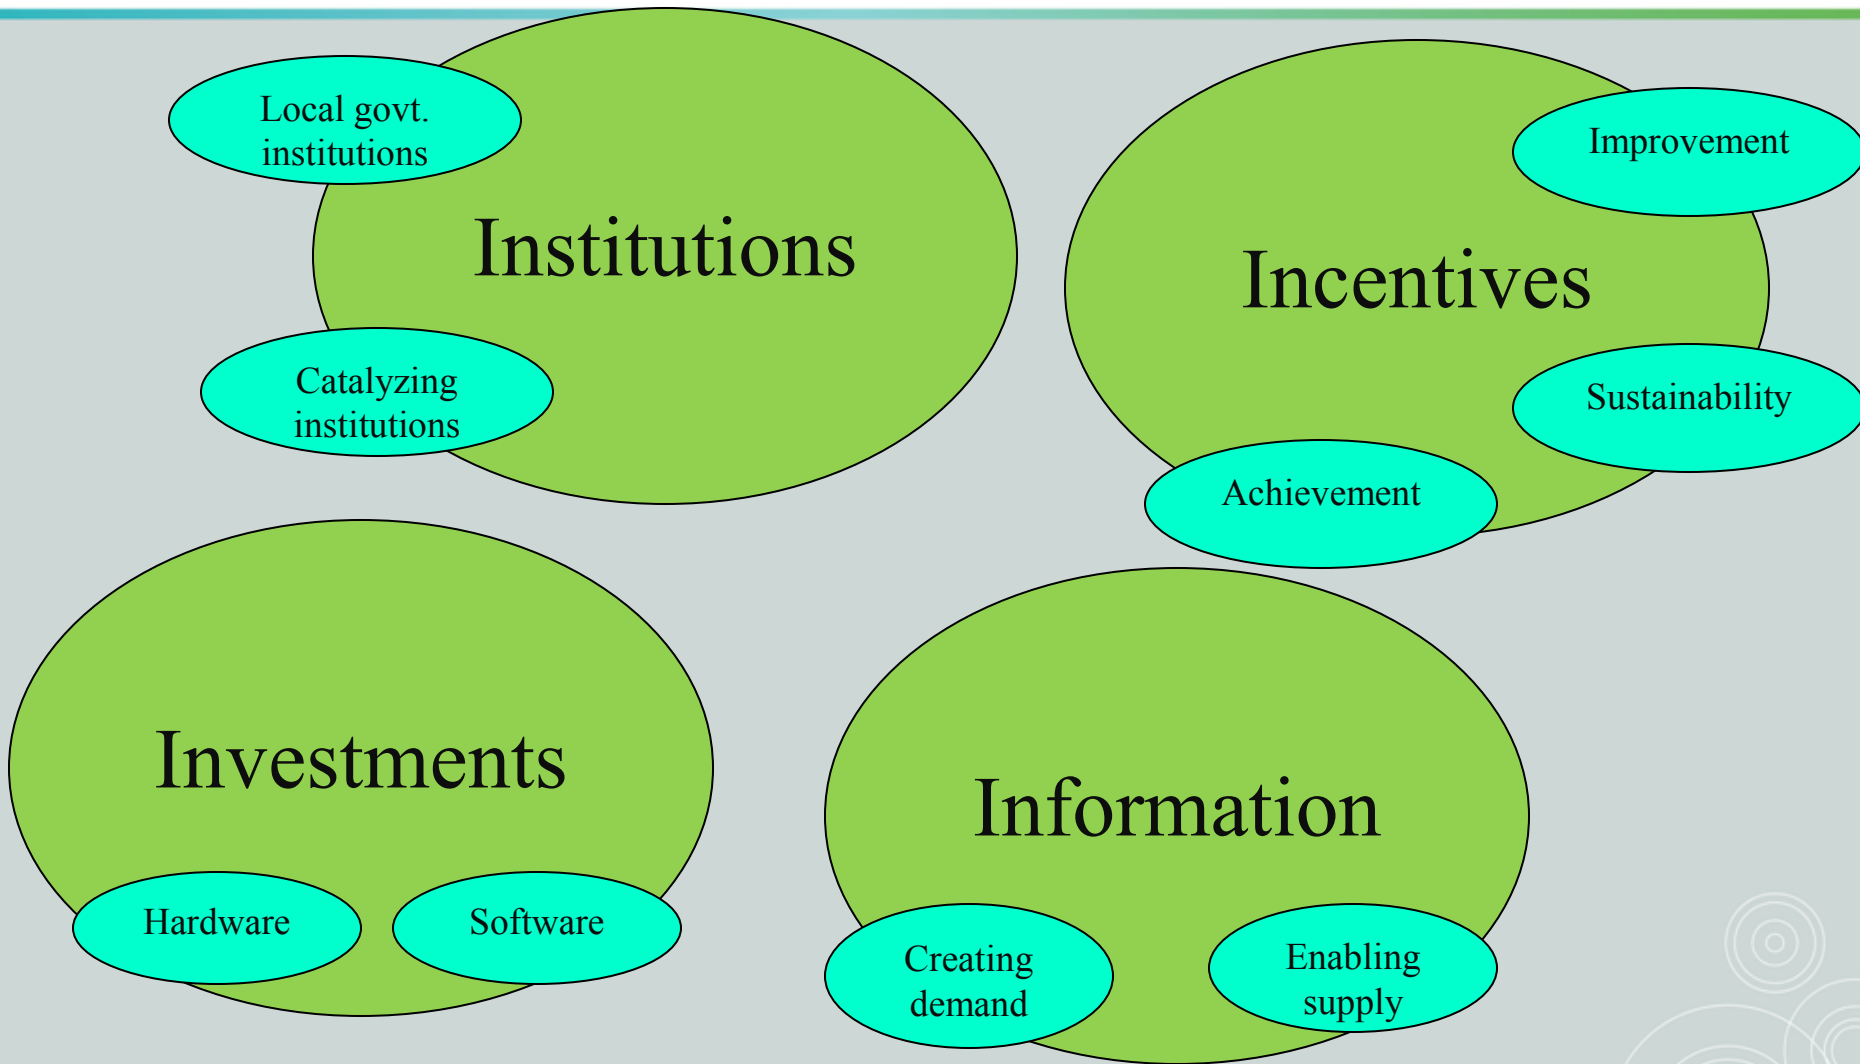 Local govt.
institutions
Institutions
Catalyzing
institutions
Improvement
Incentives
Sustainability
Achievement
Investments
Hardware
Software
Information
Creating
demand
Enabling
supply